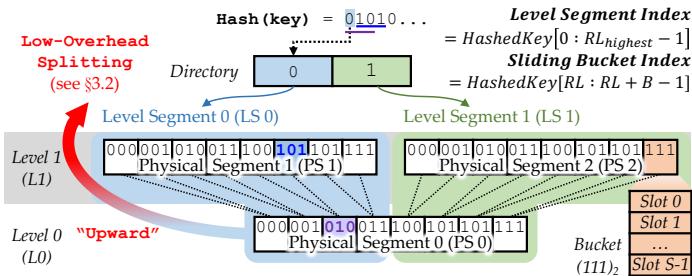 Hash(key) = 01010...
Level Segment Index
= HashedKey[0 : RL_highest − 1]
Sliding Bucket Index
= HashedKey[RL : RL + B − 1]
Low-Overhead
Splitting
(see §3.2)
Directory
0
1
Level Segment 0 (LS 0)
Level Segment 1 (LS 1)
Level 1
(L1)
000 001 010 011 100 101 101 111
Physical Segment 1 (PS 1)
000 001 010 011 100 101 101 111
Physical Segment 2 (PS 2)
Level 0
(L0)
"Upward"
000 001 010 011 100 101 101 111
Physical Segment 0 (PS 0)
Bucket
(111)₂
Slot 0
Slot 1
...
Slot S-1